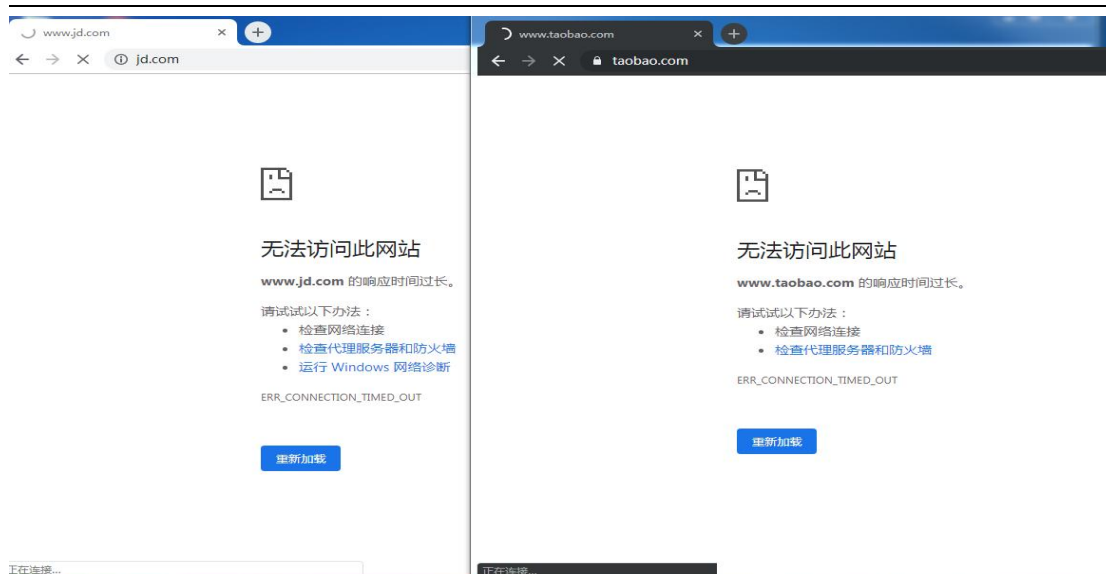 www.jd.com
jd.com
无法访问此网站
www.jd.com 的响应时间过长。
请试试以下办法：
• 检查网络连接
• 检查代理服务器和防火墙
• 运行 Windows 网络诊断
ERR_CONNECTION_TIMED_OUT
重新加载
正在连接...
www.taobao.com
taobao.com
无法访问此网站
www.taobao.com 的响应时间过长。
请试试以下办法：
• 检查网络连接
• 检查代理服务器和防火墙
ERR_CONNECTION_TIMED_OUT
重新加载
正在连接...